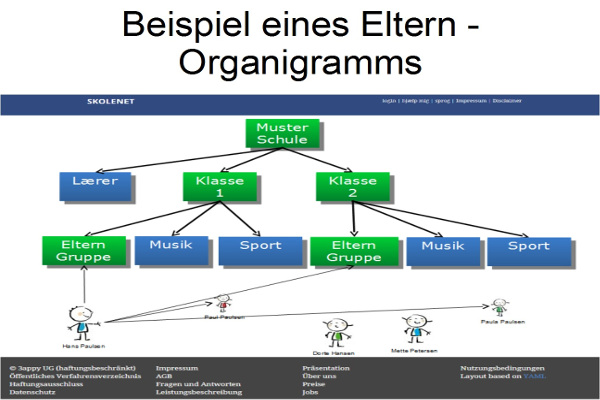 Beispiel eines Eltern -
Organigramms
SKOLENET
login | hjælp mig | sprog | Impressum | Disclaimer
Muster
Schule
Lærer
Klasse
1
Klasse
2
Eltern
Gruppe
Musik
Sport
Eltern
Gruppe
Musik
Sport
Hans Paulsen
Paul Paulsen
Dorte Hansen
Mette Petersen
Paula Paulsen
© 3appy UG (haftungsbeschränkt)
Öffentliches Verfahrensverzeichnis
Haftungsausschluss
Datenschutz
Impressum
AGB
Fragen und Antworten
Leistungsbeschreibung
Präsentation
Über uns
Preise
Jobs
Nutzungsbedingungen
Layout based on YAML